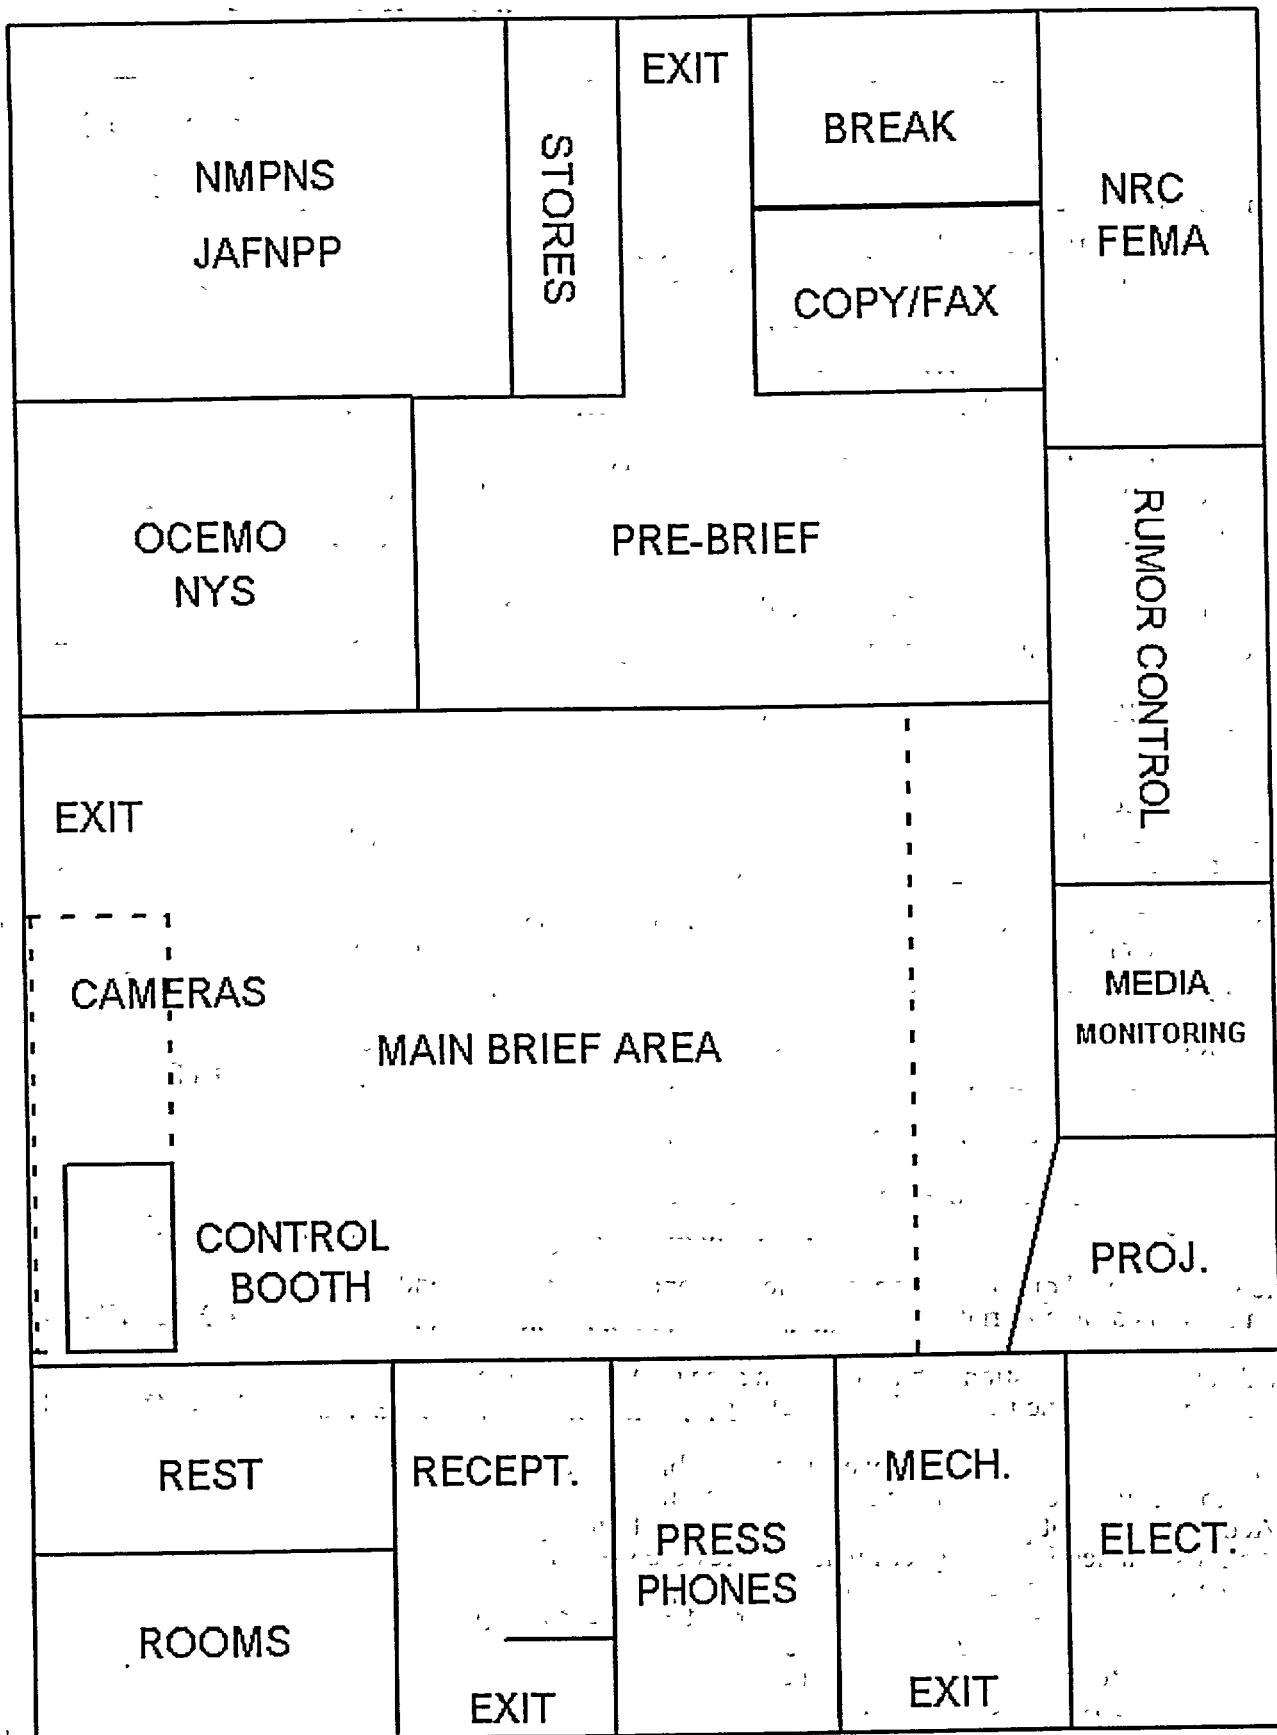 EXIT
BREAK
NMPNS
JAFNPP
STORES
COPY/FAX
NRC
FEMA
OCEMO
NYS
PRE-BRIEF
RUMOR CONTROL
EXIT
CAMERAS
MAIN BRIEF AREA
MEDIA
MONITORING
CONTROL
BOOTH
PROJ.
REST
ROOMS
RECEPT.
EXIT
PRESS
PHONES
MECH.
EXIT
ELECT.